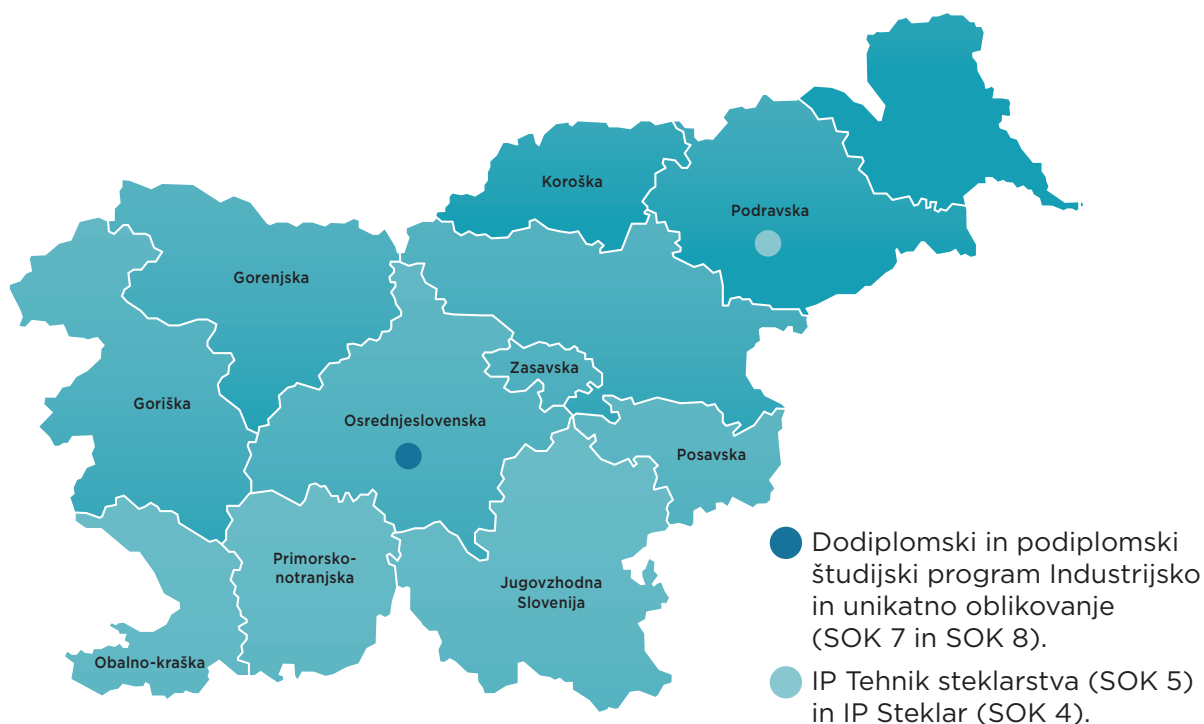 Koroška
Podravska
Gorenjska
Zasavska
Goriška
Osrednjeslovenska
Posavska
Primorsko-
notranjska
Jugovzhodna
Slovenija
Obalno-kraška
Dodiplomski in podiplomski
študijski program Industrijsko
in unikatno oblikovanje
(SOK 7 in SOK 8).
IP Tehnik steklarstva (SOK 5)
in IP Steklar (SOK 4).